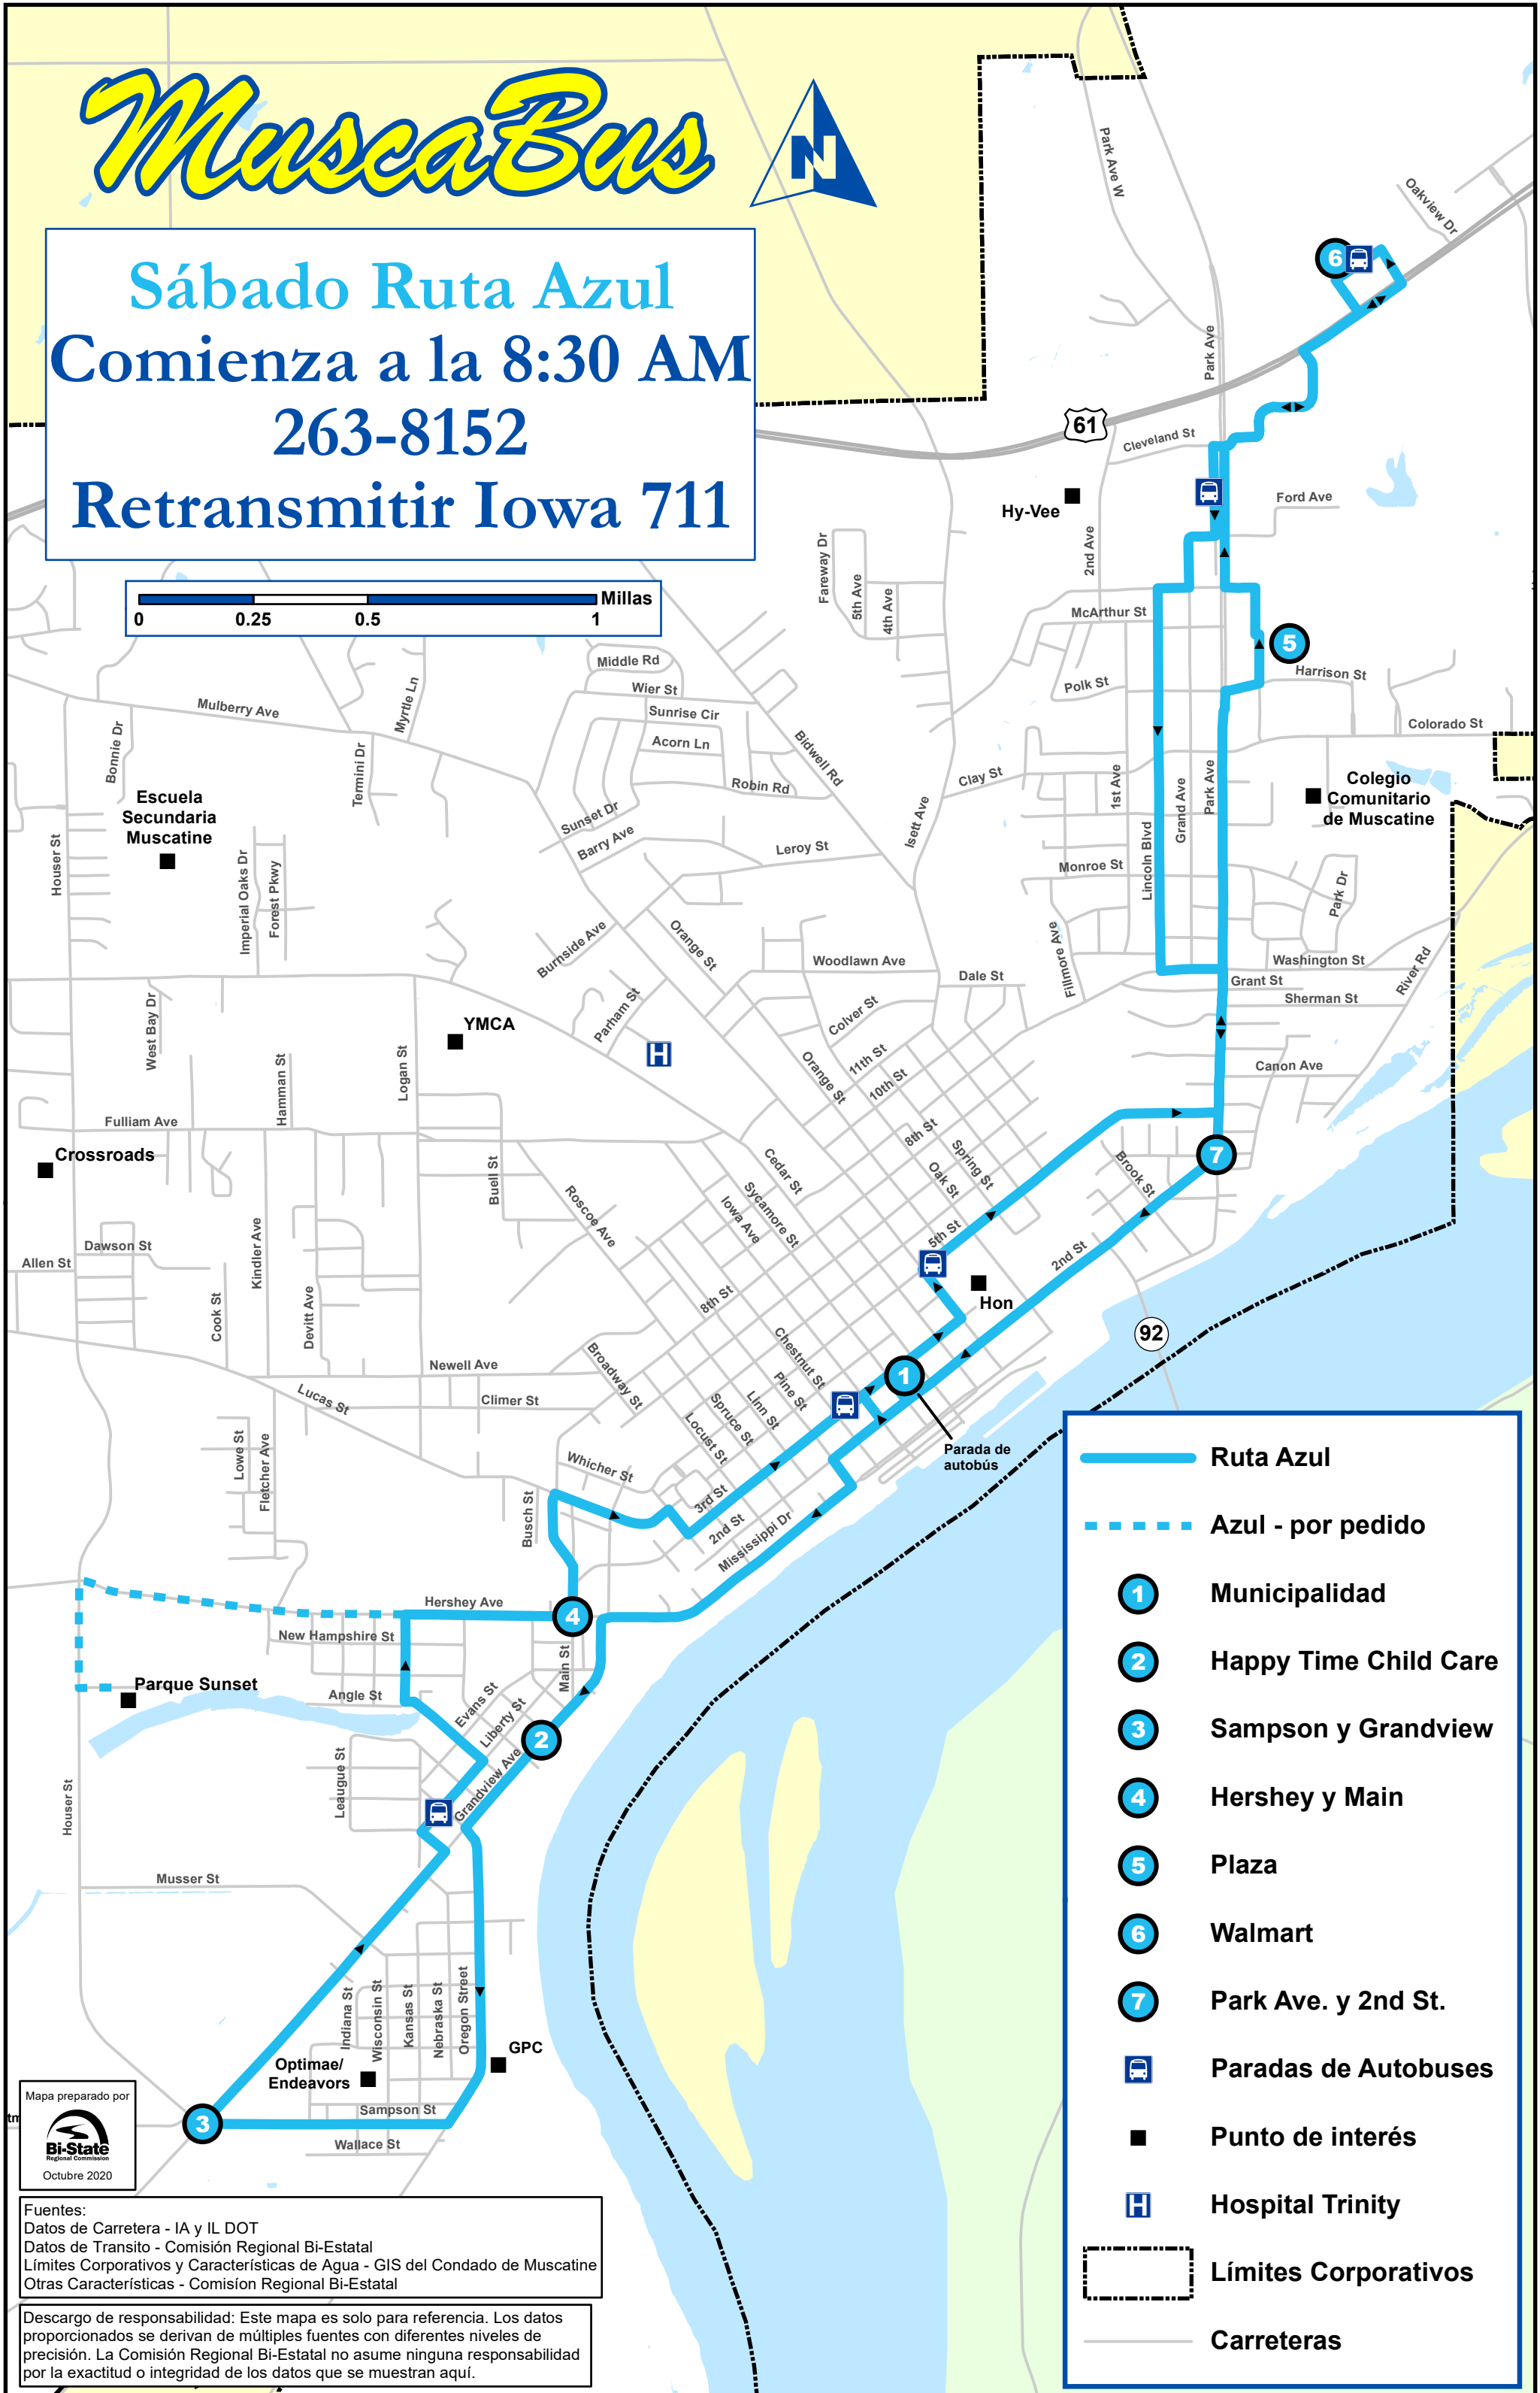 MuscaBus
N
Sábado Ruta Azul
Comienza a la 8:30 AM
263-8152
Retransmitir Iowa 711
Millas
0
0.25
0.5
1
Park Ave W
Oakview Dr
6
Park Ave
61
Cleveland St
Ford Ave
Hy-Vee
2nd Ave
Fareway Dr
5th Ave
4th Ave
McArthur St
5
Harrison St
Polk St
Colorado St
Middle Rd
Wier St
Sunrise Cir
Acorn Ln
Robin Rd
Bidwell Rd
Mulberry Ave
Myrtle Ln
Bonnie Dr
Termini Dr
Clay St
1st Ave
Grand Ave
Park Ave
Colegio
Comunitario
de Muscatine
Escuela
Secundaria
Muscatine
Sunset Dr
Barry Ave
Leroy St
Isett Ave
Monroe St
Lincoln Blvd
Park Dr
Houser St
Imperial Oaks Dr
Forest Pkwy
Burnside Ave
Orange St
Woodlawn Ave
Dale St
Fillmore Ave
Washington St
Grant St
Sherman St
River Rd
West Bay Dr
YMCA
Parham St
H
Colver St
11th St
10th St
Orange St
Canon Ave
Hamman St
Logan St
Fulliam Ave
8th St
Spring St
Oak St
Cedar St
Sycamore St
Iowa Ave
7
Brook St
Crossroads
Buell St
Roscoe Ave
5th St
2nd St
Dawson St
Allen St
Kindler Ave
Cook St
Devitt Ave
8th St
Hon
92
Chestnut St
Pine St
Linn St
Spruce St
Locust St
Broadway St
1
Newell Ave
Climer St
Lucas St
Parada de
autobús
Lowe St
Fletcher Ave
Whicher St
Busch St
3rd St
2nd St
Mississippi Dr
Hershey Ave
4
New Hampshire St
Main St
Parque Sunset
Angle St
Evans St
Liberty St
2
Grandview Ave
Leaugue St
Houser St
Musser St
Indiana St
Wisconsin St
Kansas St
Nebraska St
Oregon Street
GPC
Optimae/
Endeavors
Sampson St
3
Wallace St
Ruta Azul
Azul - por pedido
1 Municipalidad
2 Happy Time Child Care
3 Sampson y Grandview
4 Hershey y Main
5 Plaza
6 Walmart
7 Park Ave. y 2nd St.
Paradas de Autobuses
Punto de interés
H Hospital Trinity
Límites Corporativos
Carreteras
Mapa preparado por
Bi-State
Regional Commission
Octubre 2020
Fuentes:
Datos de Carretera - IA y IL DOT
Datos de Transito - Comisión Regional Bi-Estatal
Límites Corporativos y Características de Agua - GIS del Condado de Muscatine
Otras Características - Comisíon Regional Bi-Estatal
Descargo de responsabilidad: Este mapa es solo para referencia. Los datos
proporcionados se derivan de múltiples fuentes con diferentes niveles de
precisión. La Comisión Regional Bi-Estatal no asume ninguna responsabilidad
por la exactitud o integridad de los datos que se muestran aquí.